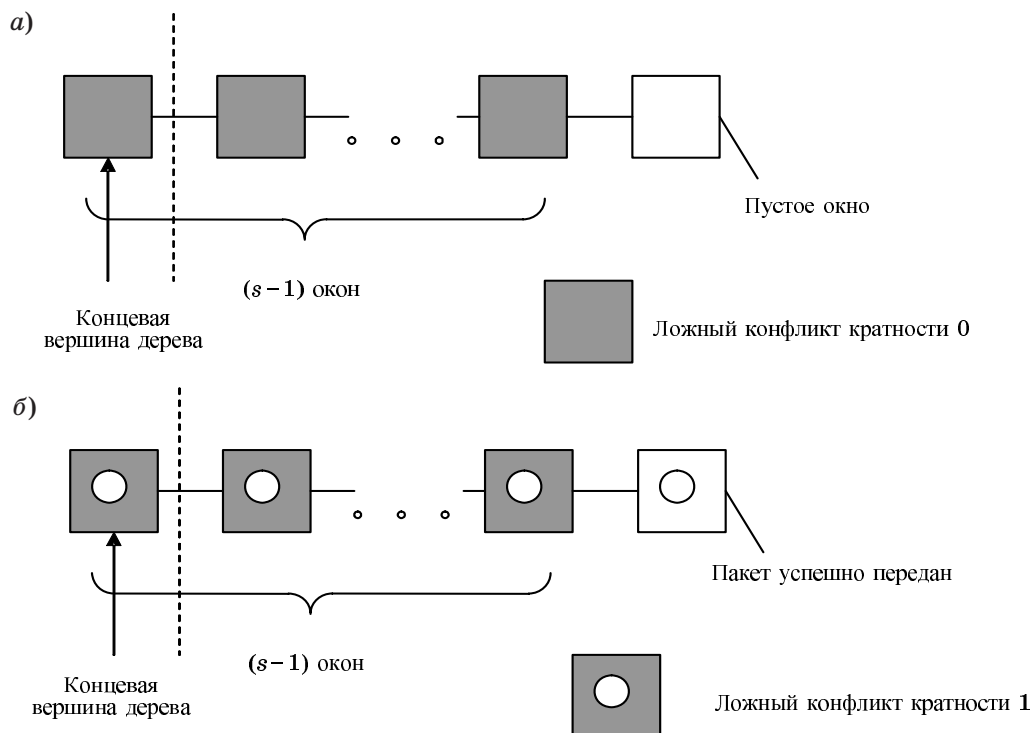 а)
Пустое окно
(s−1) окон
Концевая
вершина дерева
Ложный конфликт кратности 0
б)
Пакет успешно передан
(s−1) окон
Концевая
вершина дерева
Ложный конфликт кратности 1